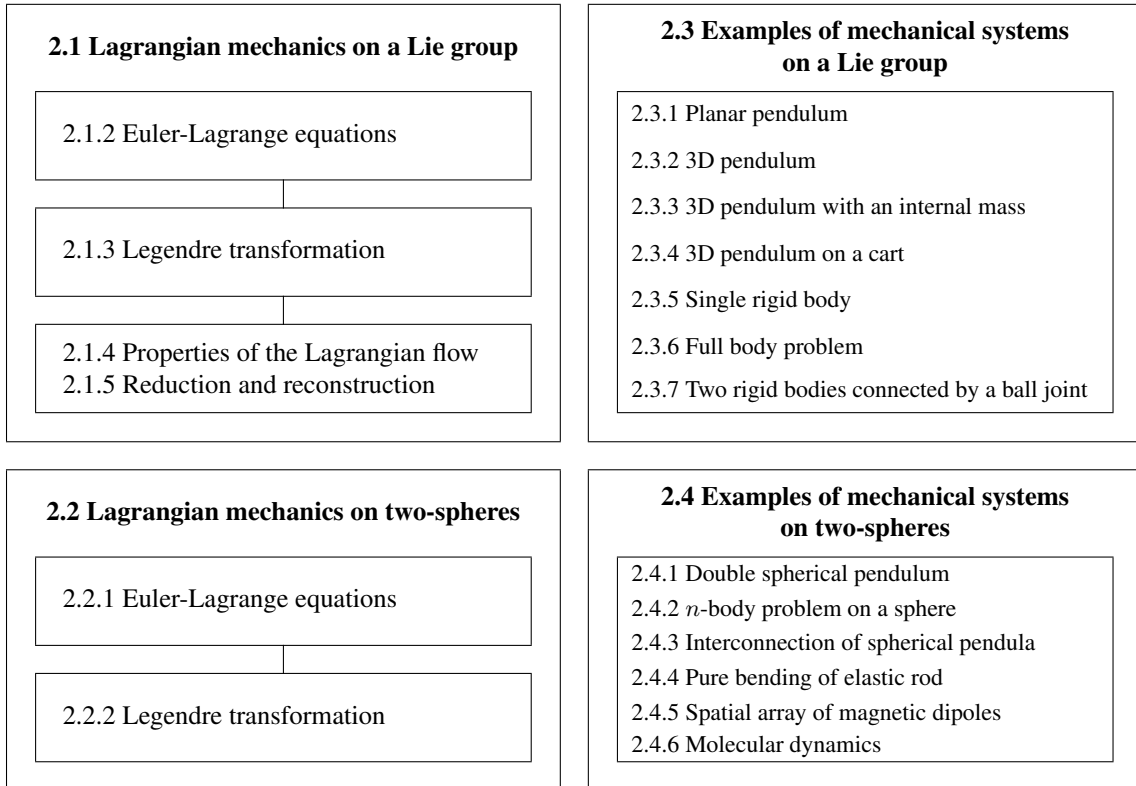 2.1 Lagrangian mechanics on a Lie group
2.1.2 Euler-Lagrange equations
2.1.3 Legendre transformation
2.1.4 Properties of the Lagrangian flow
2.1.5 Reduction and reconstruction
2.3 Examples of mechanical systems
on a Lie group
2.3.1 Planar pendulum
2.3.2 3D pendulum
2.3.3 3D pendulum with an internal mass
2.3.4 3D pendulum on a cart
2.3.5 Single rigid body
2.3.6 Full body problem
2.3.7 Two rigid bodies connected by a ball joint
2.2 Lagrangian mechanics on two-spheres
2.2.1 Euler-Lagrange equations
2.2.2 Legendre transformation
2.4 Examples of mechanical systems
on two-spheres
2.4.1 Double spherical pendulum
2.4.2 n-body problem on a sphere
2.4.3 Interconnection of spherical pendula
2.4.4 Pure bending of elastic rod
2.4.5 Spatial array of magnetic dipoles
2.4.6 Molecular dynamics